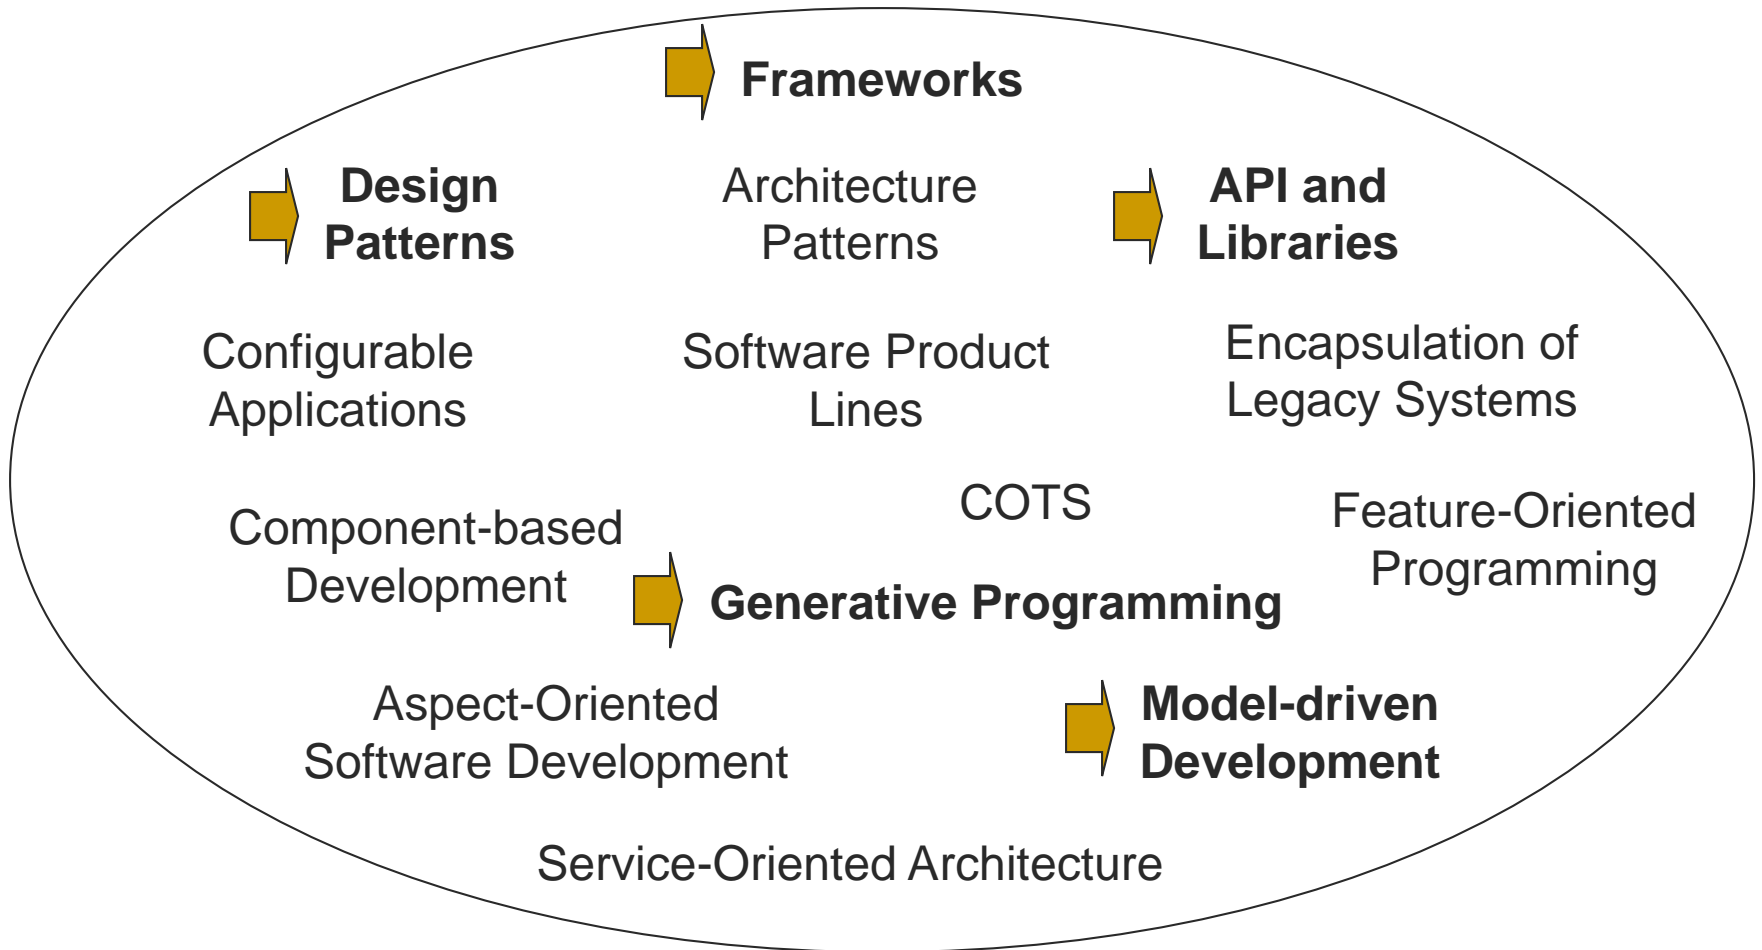 Frameworks
Design
Patterns
Architecture
Patterns
API and
Libraries
Configurable
Applications
Software Product
Lines
Encapsulation of
Legacy Systems
COTS
Feature-Oriented
Programming
Component-based
Development
Generative Programming
Aspect-Oriented
Software Development
Model-driven
Development
Service-Oriented Architecture